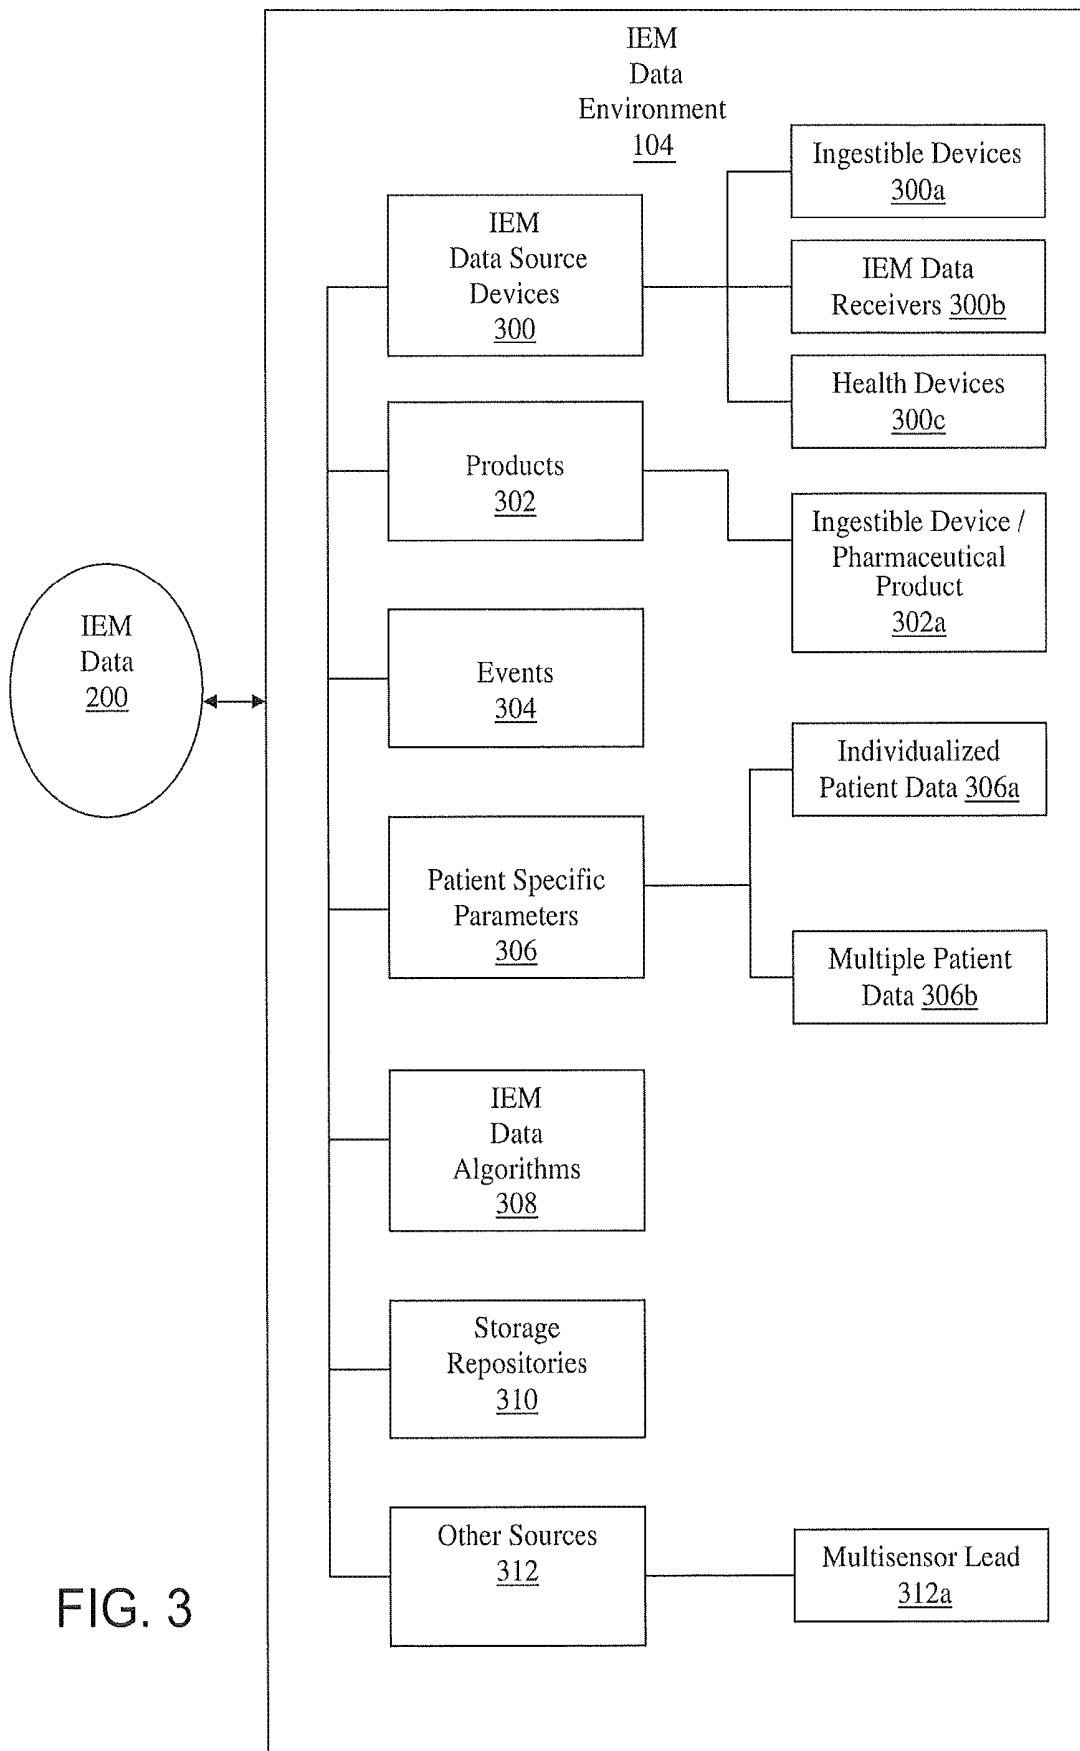 IEM
Data
Environment
104
Ingestible Devices
300a
IEM
Data Source
Devices
300
IEM Data
Receivers 300b
Health Devices
300c
Products
302
Ingestible Device /
Pharmaceutical
Product
302a
IEM
Data
200
Events
304
Individualized
Patient Data 306a
Patient Specific
Parameters
306
Multiple Patient
Data 306b
IEM
Data
Algorithms
308
Storage
Repositories
310
Other Sources
312
Multisensor Lead
312a
FIG. 3